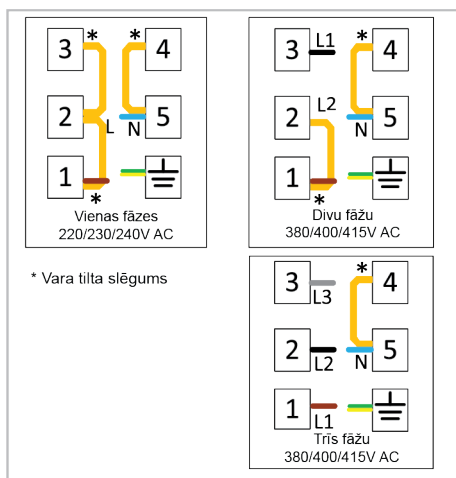 * *
3 4
2 L N 5
1
*
Vienas fāzes
220/230/240V AC
* Vara tilta slēgums
3 L1 * 4
L2
2 N 5
1
*
Divu fāžu
380/400/415V AC
3 * 4
L3
2 5
L2 N
1
L1
Trīs fāžu
380/400/415V AC